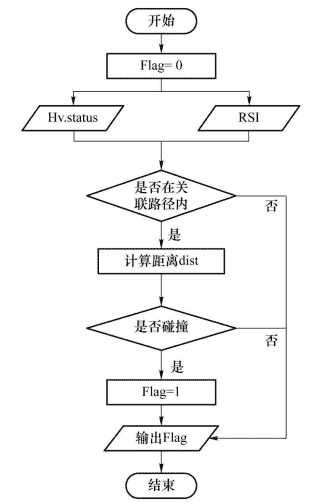 开始
Flag= 0
Hv.status
RSI
是否在关
联路径内
否
是
计算距离dist
是否碰撞
否
是
Flag=1
输出Flag
结束